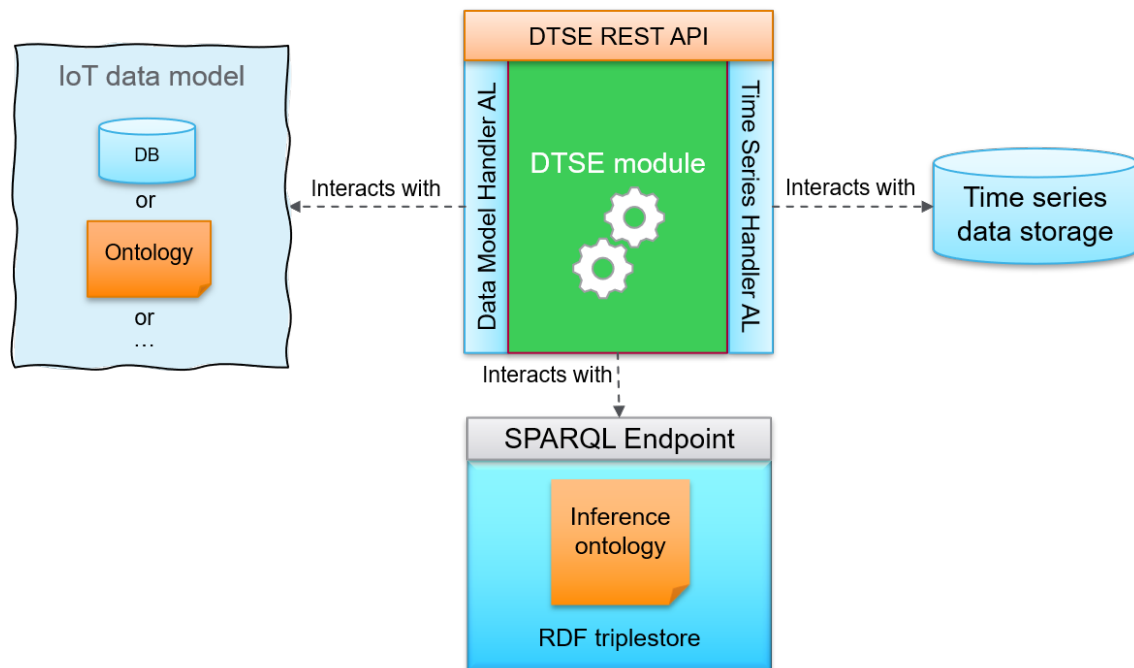 IoT data model
DB
or
Ontology
or
...
Interacts with
DTSE REST API
Data Model Handler AL
DTSE module
Time Series Handler AL
Interacts with
Time series
data storage
Interacts with
SPARQL Endpoint
Inference
ontology
RDF triplestore